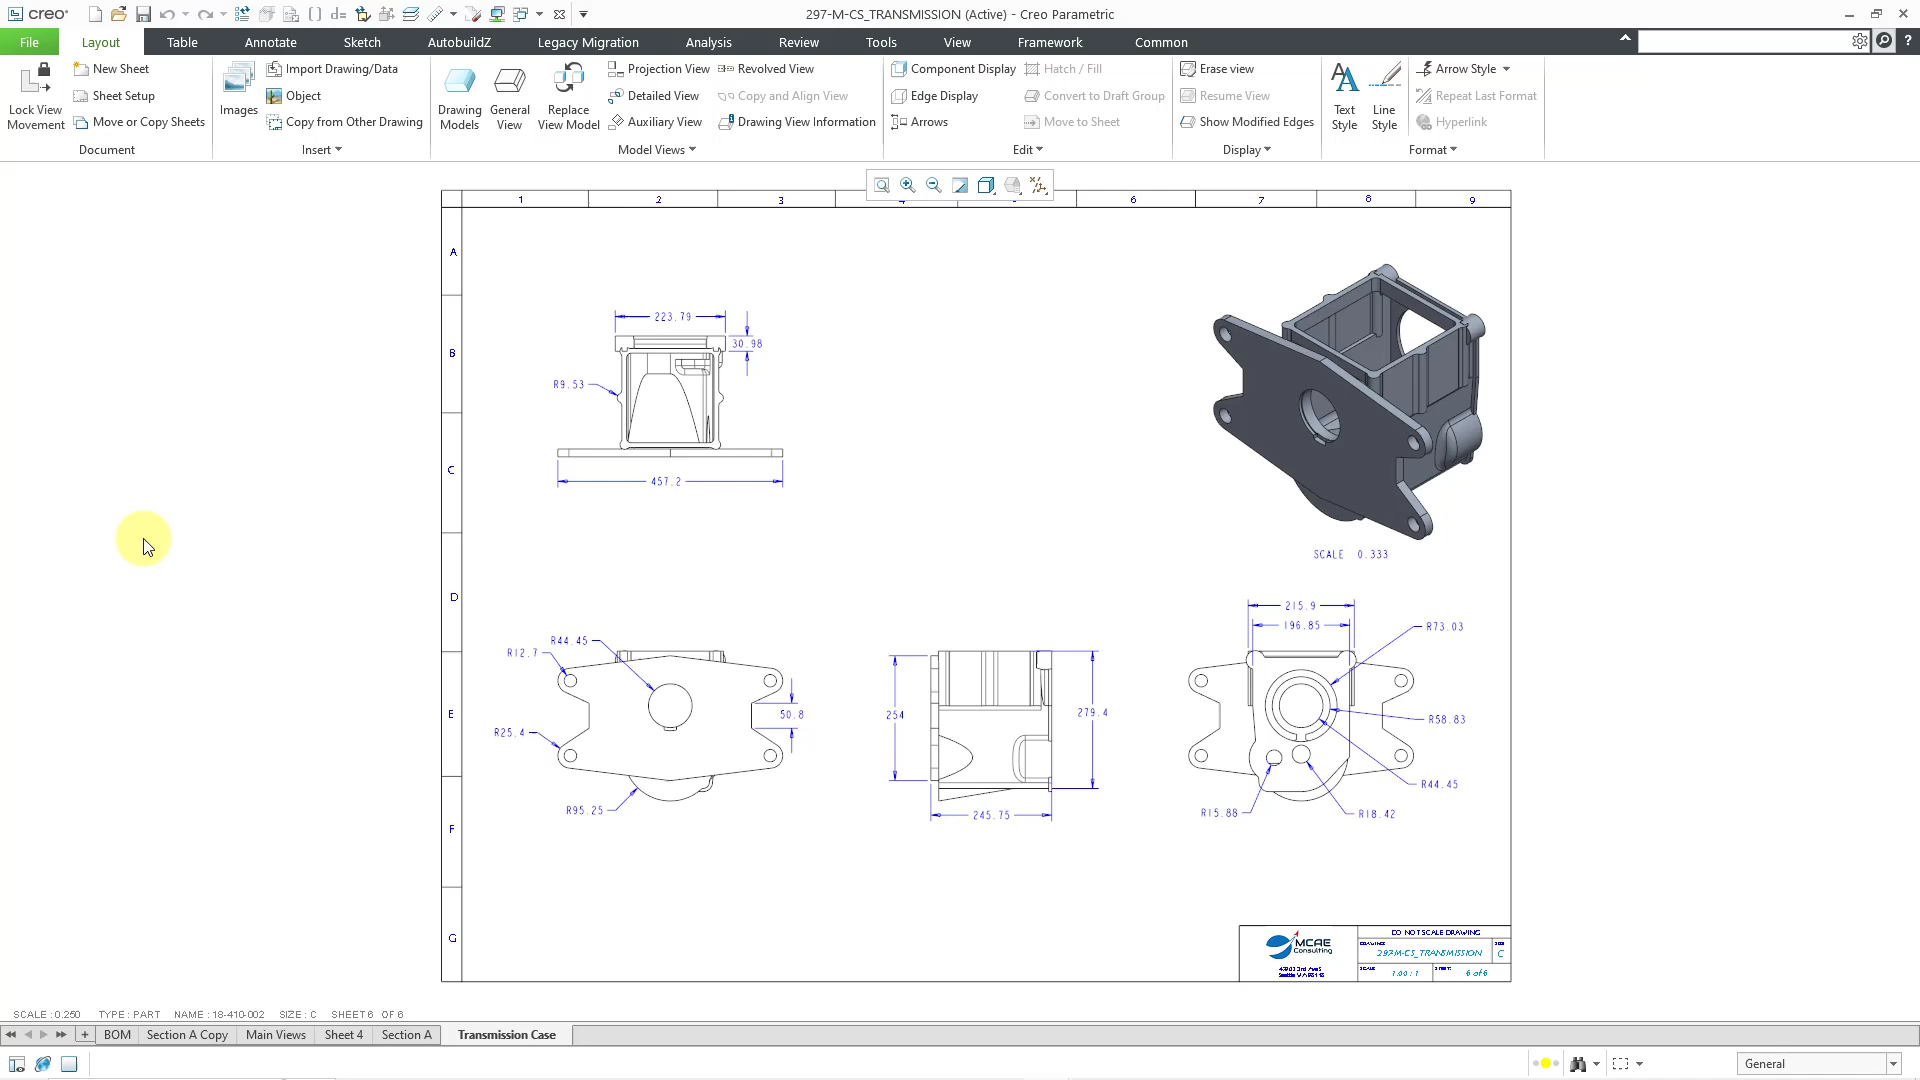 creo
297-M-CS_TRANSMISSION (Active) - Creo Parametric
File Layout Table Annotate Sketch AutobuildZ Legacy Migration Analysis Review Tools View Framework Common
Lock View Movement
New Sheet
Sheet Setup
Move or Copy Sheets
Document
Images
Import Drawing/Data
Object
Copy from Other Drawing
Insert
Drawing Models
General View
Replace View Model
Projection View
Detailed View
Auxiliary View
Revolved View
Copy and Align View
Drawing View Information
Model Views
Component Display
Edge Display
Arrows
Hatch / Fill
Convert to Draft Group
Move to Sheet
Edit
Erase view
Resume View
Show Modified Edges
Display
Text Style
Line Style
Arrow Style
Repeat Last Format
Hyperlink
Format
1 2 3 6 7 8 9
A
B
C
D
E
F
G
223.79
30.98
R9.53
457.2
SCALE 0.333
R44.45
R12.7
50.8
R25.4
R95.25
254
279.4
245.75
215.9
196.85
R73.03
R58.83
R44.45
R15.88
R18.42
MCAE
Consulting
DO NOT SCALE DRAWING
297-M-CS_TRANSMISSION
C
1.00 : 1
6 of 6
SCALE : 0.250 TYPE : PART NAME : 18-410-002 SIZE : C SHEET 6 OF 6
BOM Section A Copy Main Views Sheet 4 Section A Transmission Case
General